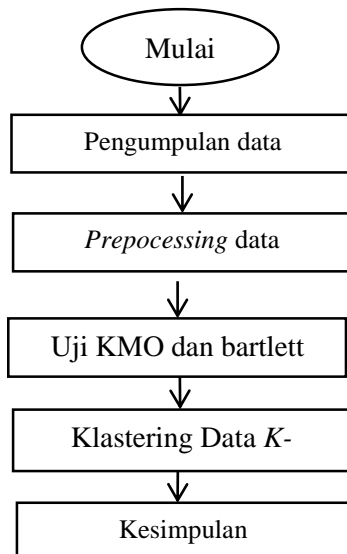 Mulai
Pengumpulan data
Prepocessing data
Uji KMO dan bartlett
Klastering Data K-
Kesimpulan